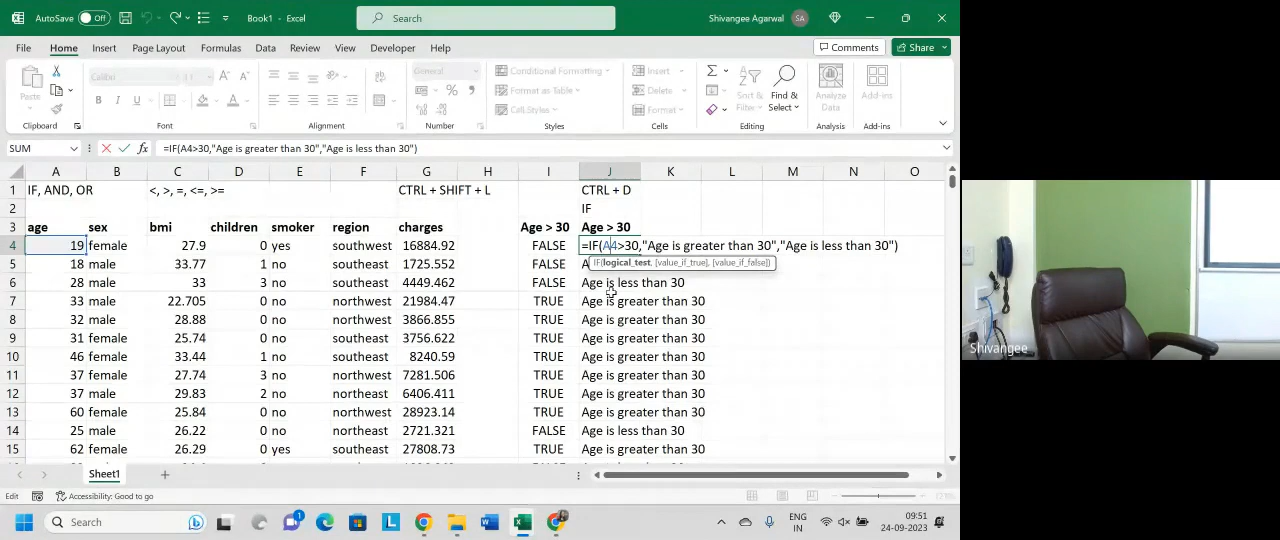 AutoSave Off Book1 - Excel Search Shivangee Agarwal SA
File Home Insert Page Layout Formulas Data Review View Developer Help Comments Share
Paste Calibri General Conditional Formatting Insert Sort & Find & Analyze Add-ins
B I U Format as Table Delete Filter Select Data
Cell Styles Format
Clipboard Font Alignment Number Styles Cells Editing Analysis Add-ins
SUM =IF(A4>30,"Age is greater than 30","Age is less than 30")
A B C D E F G H I J K L M N O
1 IF, AND, OR <, >, =, <=, >= CTRL + SHIFT + L CTRL + D
2 IF
3 age sex bmi children smoker region charges Age > 30 Age > 30
4 19 female 27.9 0 yes southwest 16884.92 FALSE =IF(A4>30,"Age is greater than 30","Age is less than 30")
IF(logical_test, [value_if_true], [value_if_false])
5 18 male 33.77 1 no southeast 1725.552 FALSE
6 28 male 33 3 no southeast 4449.462 FALSE Age is less than 30
7 33 male 22.705 0 no northwest 21984.47 TRUE Age is greater than 30
8 32 male 28.88 0 no northwest 3866.855 TRUE Age is greater than 30
9 31 female 25.74 0 no southeast 3756.622 TRUE Age is greater than 30
10 46 female 33.44 1 no southeast 8240.59 TRUE Age is greater than 30
11 37 female 27.74 3 no northwest 7281.506 TRUE Age is greater than 30
12 37 male 29.83 2 no northeast 6406.411 TRUE Age is greater than 30
13 60 female 25.84 0 no northwest 28923.14 TRUE Age is greater than 30
14 25 male 26.22 0 no northeast 2721.321 FALSE Age is less than 30
15 62 female 26.29 0 yes southeast 27808.73 TRUE Age is greater than 30
Sheet1
Edit Accessibility: Good to go
Search ENG IN 09:51 24-09-2023
Shivangee